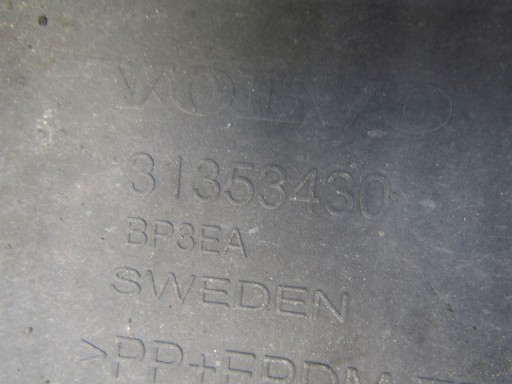 VOLVO
31353430
BP3EA
SWEDEN
>PP+EPDM-